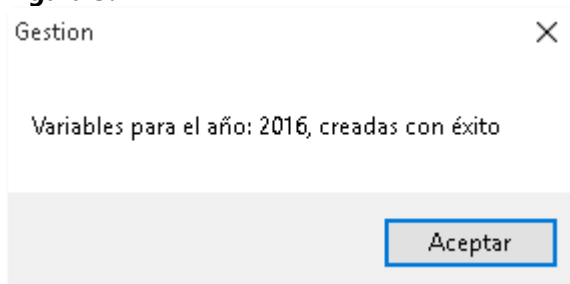 Gestion
Variables para el año: 2016, creadas con éxito
Aceptar